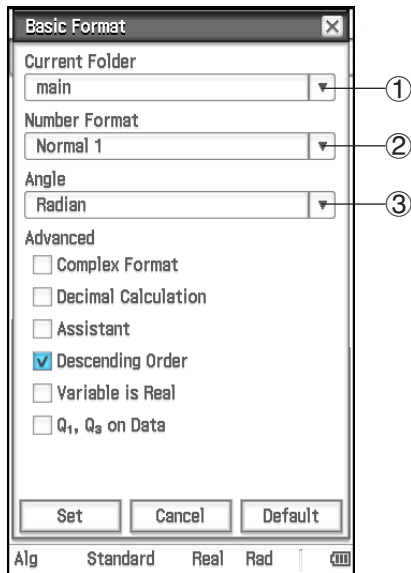 Basic Format
Current Folder
main ①
Number Format
Normal 1 ②
Angle
Radian ③
Advanced
Complex Format
Decimal Calculation
Assistant
Descending Order
Variable is Real
Q₁, Q₃ on Data
Set Cancel Default
Alg Standard Real Rad